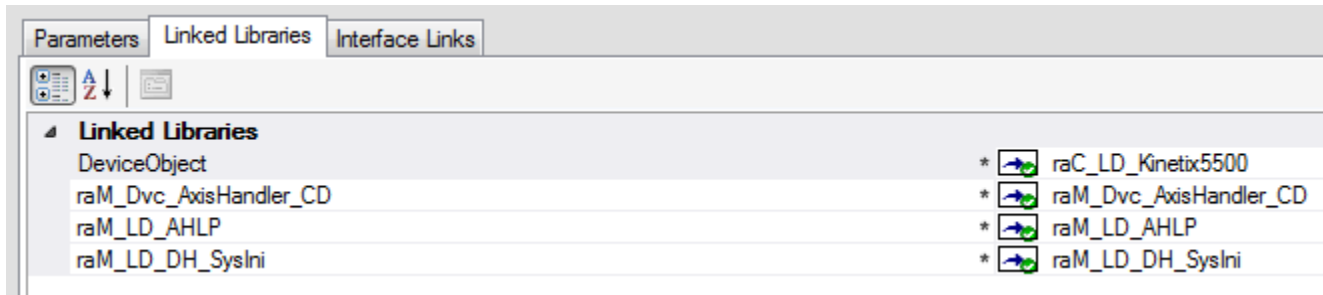 Parameters Linked Libraries Interface Links
A Z
Linked Libraries
DeviceObject * raC_LD_Kinetix5500
raM_Dvc_AxisHandler_CD * raM_Dvc_AxisHandler_CD
raM_LD_AHLP * raM_LD_AHLP
raM_LD_DH_SysIni * raM_LD_DH_SysIni